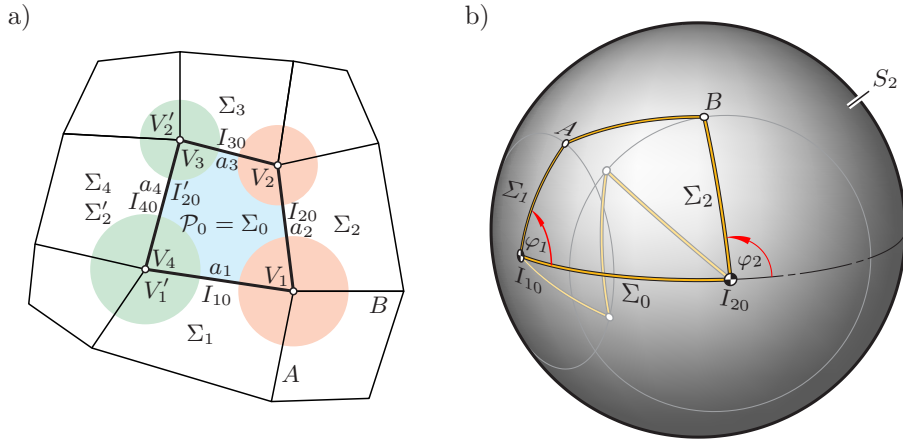 a)
Σ₃
V₂′
I₃₀
V₃
a₃
V₂
Σ₄
a₄
I₂₀′
I₄₀
Σ₂′
P₀ = Σ₀
I₂₀
a₂
Σ₂
V₄
a₁
V₁
V₁′
I₁₀
B
Σ₁
A
b)
S₂
B
A
Σ₁
Σ₂
φ₁
φ₂
I₁₀
Σ₀
I₂₀